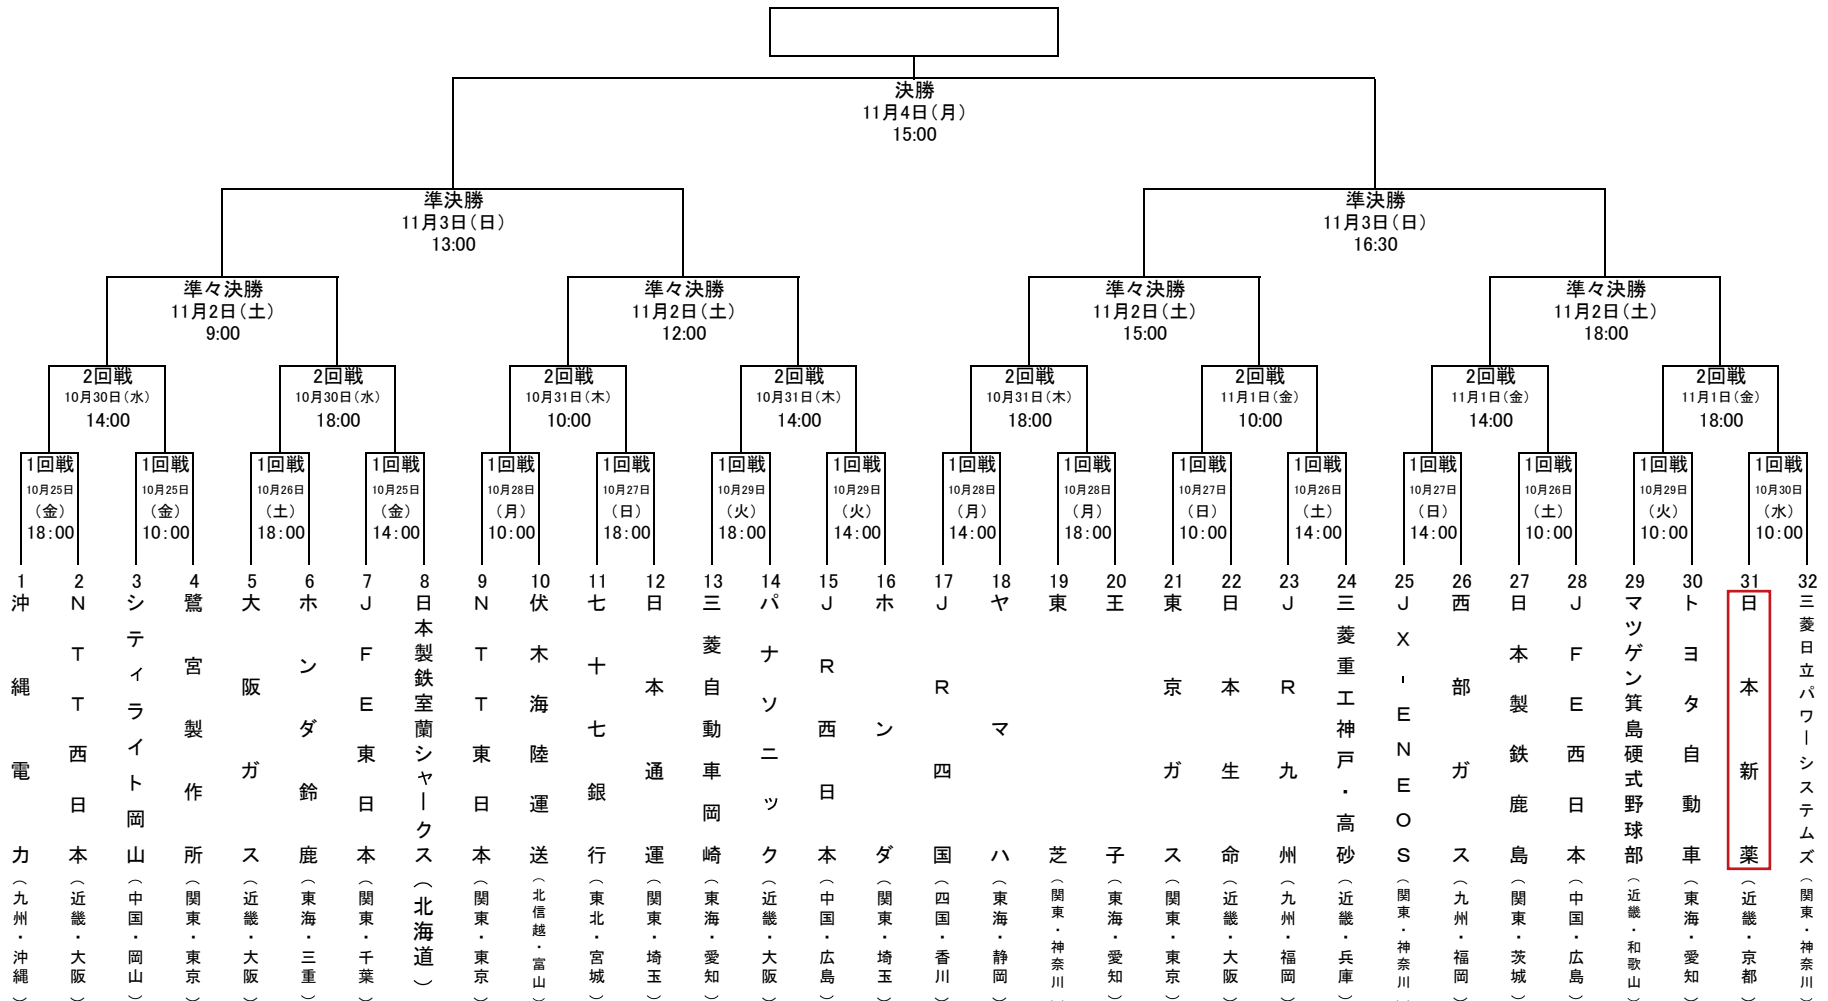 決勝
11月4日(月)
15:00
準決勝
11月3日(日)
13:00
準決勝
11月3日(日)
16:30
準々決勝
11月2日(土)
9:00
準々決勝
11月2日(土)
12:00
準々決勝
11月2日(土)
15:00
準々決勝
11月2日(土)
18:00
2回戦
10月30日(水)
14:00
2回戦
10月30日(水)
18:00
2回戦
10月31日(木)
10:00
2回戦
10月31日(木)
14:00
2回戦
10月31日(木)
18:00
2回戦
11月1日(金)
10:00
2回戦
11月1日(金)
14:00
2回戦
11月1日(金)
18:00
1回戦
10月25日
(金)
18:00
1回戦
10月25日
(金)
10:00
1回戦
10月26日
(土)
18:00
1回戦
10月25日
(金)
14:00
1回戦
10月28日
(月)
10:00
1回戦
10月27日
(日)
18:00
1回戦
10月29日
(火)
18:00
1回戦
10月29日
(火)
14:00
1回戦
10月28日
(月)
14:00
1回戦
10月28日
(月)
18:00
1回戦
10月27日
(日)
10:00
1回戦
10月26日
(土)
14:00
1回戦
10月27日
(日)
14:00
1回戦
10月26日
(土)
10:00
1回戦
10月29日
(火)
10:00
1回戦
10月30日
(水)
10:00
1 沖縄電力(九州・沖縄)
2 NTT西日本(近畿・大阪)
3 シティライト岡山(中国・岡山)
4 鷺宮製作所(関東・東京)
5 大阪ガス(近畿・大阪)
6 ホンダ鈴鹿(東海・三重)
7 JFE東日本(関東・千葉)
8 日本製鉄室蘭シャークス(北海道)
9 NTT東日本(関東・東京)
10 伏木海陸運送(北信越・富山)
11 七十七銀行(東北・宮城)
12 日本通運(関東・埼玉)
13 三菱自動車岡崎(東海・愛知)
14 パナソニック(近畿・大阪)
15 JR西日本(中国・広島)
16 ホンダ(関東・埼玉)
17 JR四国(四国・香川)
18 ヤマハ(東海・静岡)
19 東芝(関東・神奈川)
20 王子(東海・愛知)
21 東京ガス(関東・東京)
22 日本生命(近畿・大阪)
23 JR九州(九州・福岡)
24 三菱重工神戸・高砂(近畿・兵庫)
25 JX-ENEOS(関東・神奈川)
26 西部ガス(九州・福岡)
27 日本製鉄鹿島(関東・茨城)
28 JFE西日本(中国・広島)
29 マツゲン箕島硬式野球部(近畿・和歌山)
30 トヨタ自動車(東海・愛知)
31 日本新薬(近畿・京都)
32 三菱日立パワーシステムズ(関東・神奈川)